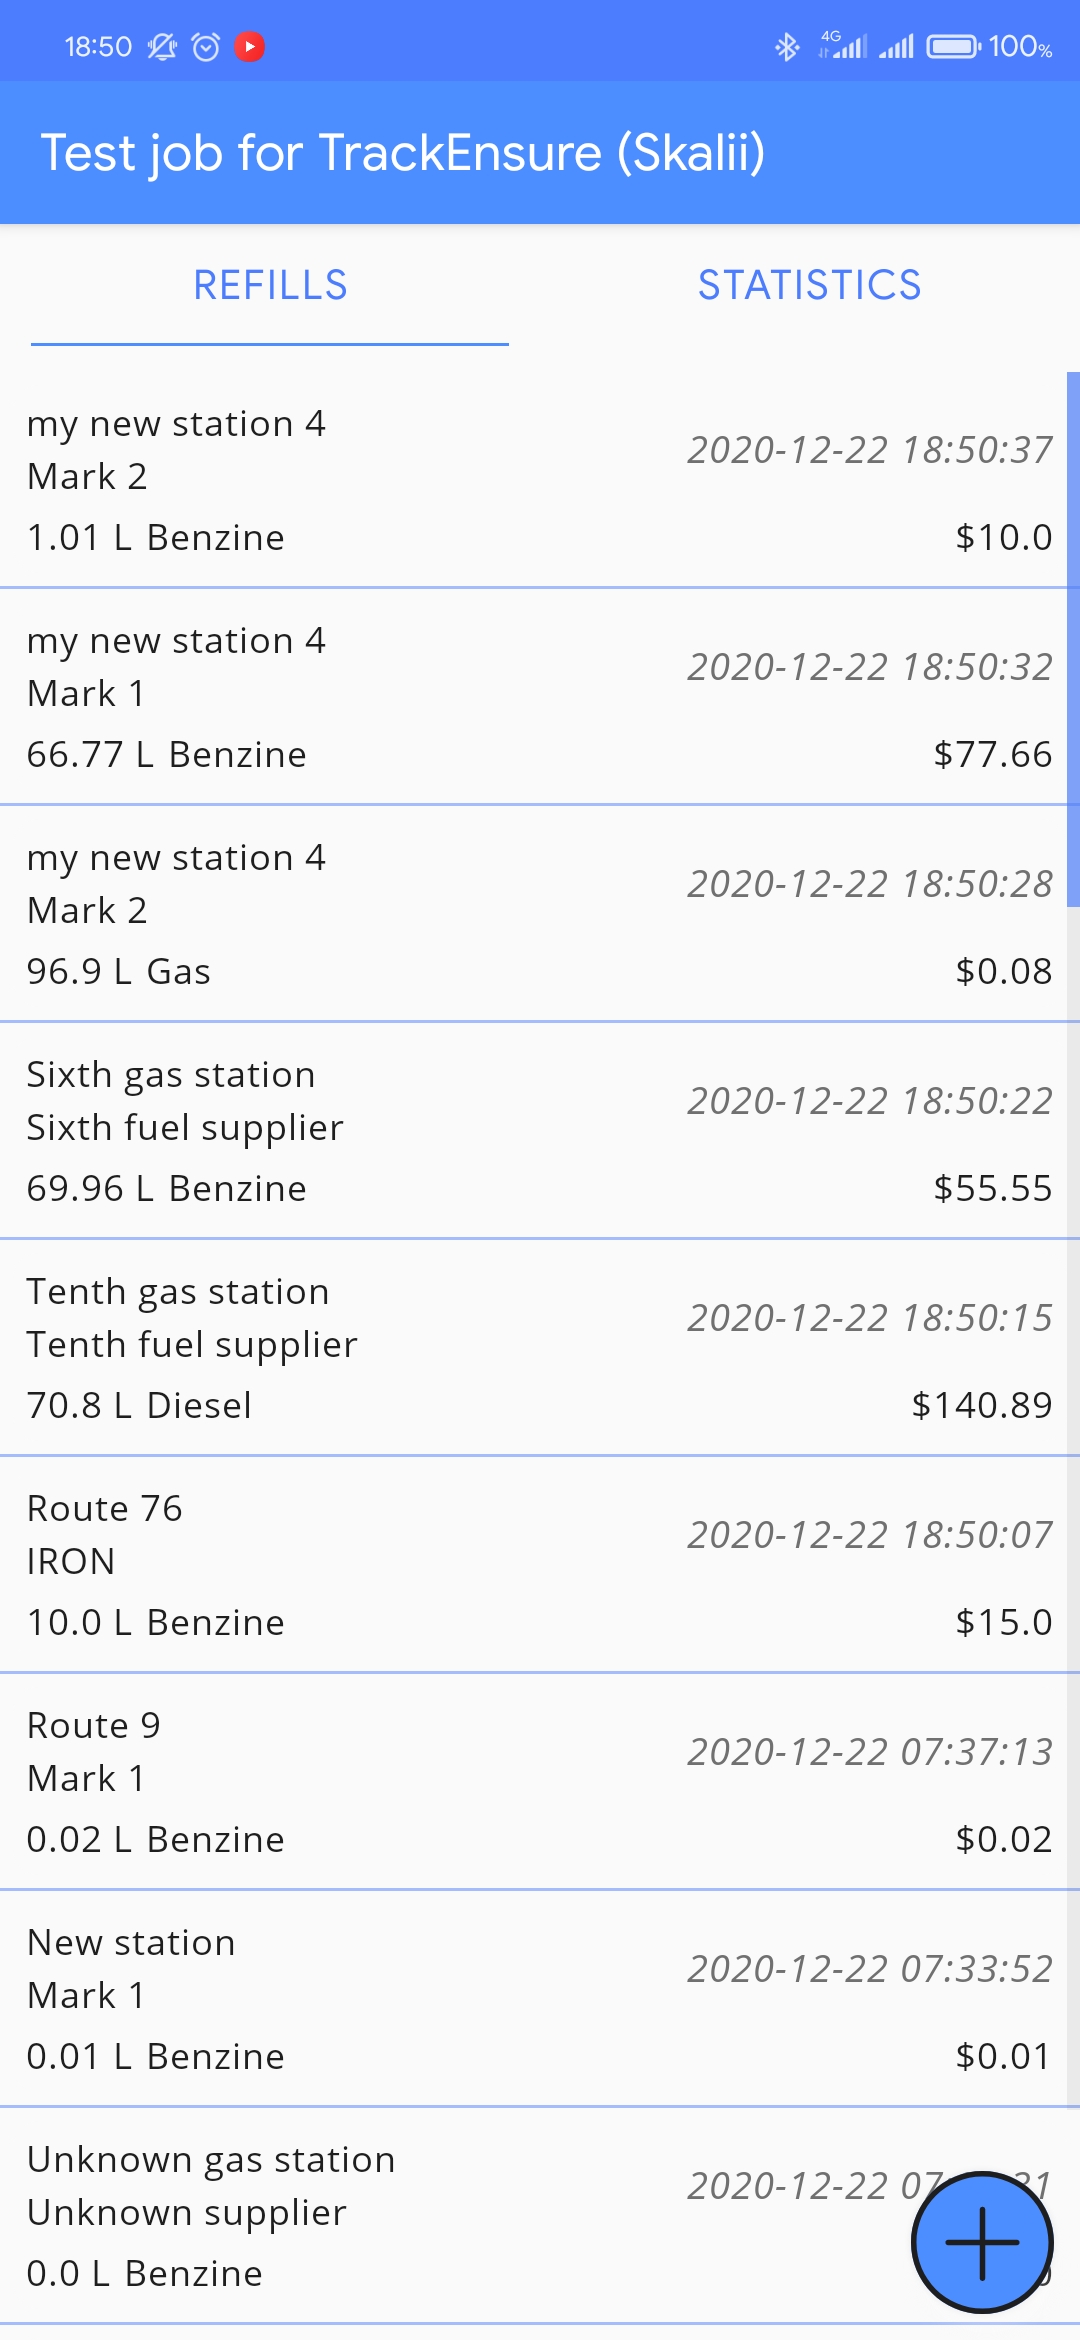 18:50 4G 100%
Test job for TrackEnsure (Skalii)
REFILLS STATISTICS
my new station 4
2020-12-22 18:50:37
Mark 2
1.01 L Benzine $10.0
my new station 4
2020-12-22 18:50:32
Mark 1
66.77 L Benzine $77.66
my new station 4
2020-12-22 18:50:28
Mark 2
96.9 L Gas $0.08
Sixth gas station
2020-12-22 18:50:22
Sixth fuel supplier
69.96 L Benzine $55.55
Tenth gas station
2020-12-22 18:50:15
Tenth fuel supplier
70.8 L Diesel $140.89
Route 76
2020-12-22 18:50:07
IRON
10.0 L Benzine $15.0
Route 9
2020-12-22 07:37:13
Mark 1
0.02 L Benzine $0.02
New station
2020-12-22 07:33:52
Mark 1
0.01 L Benzine $0.01
Unknown gas station
2020-12-22
Unknown supplier
0.0 L Benzine